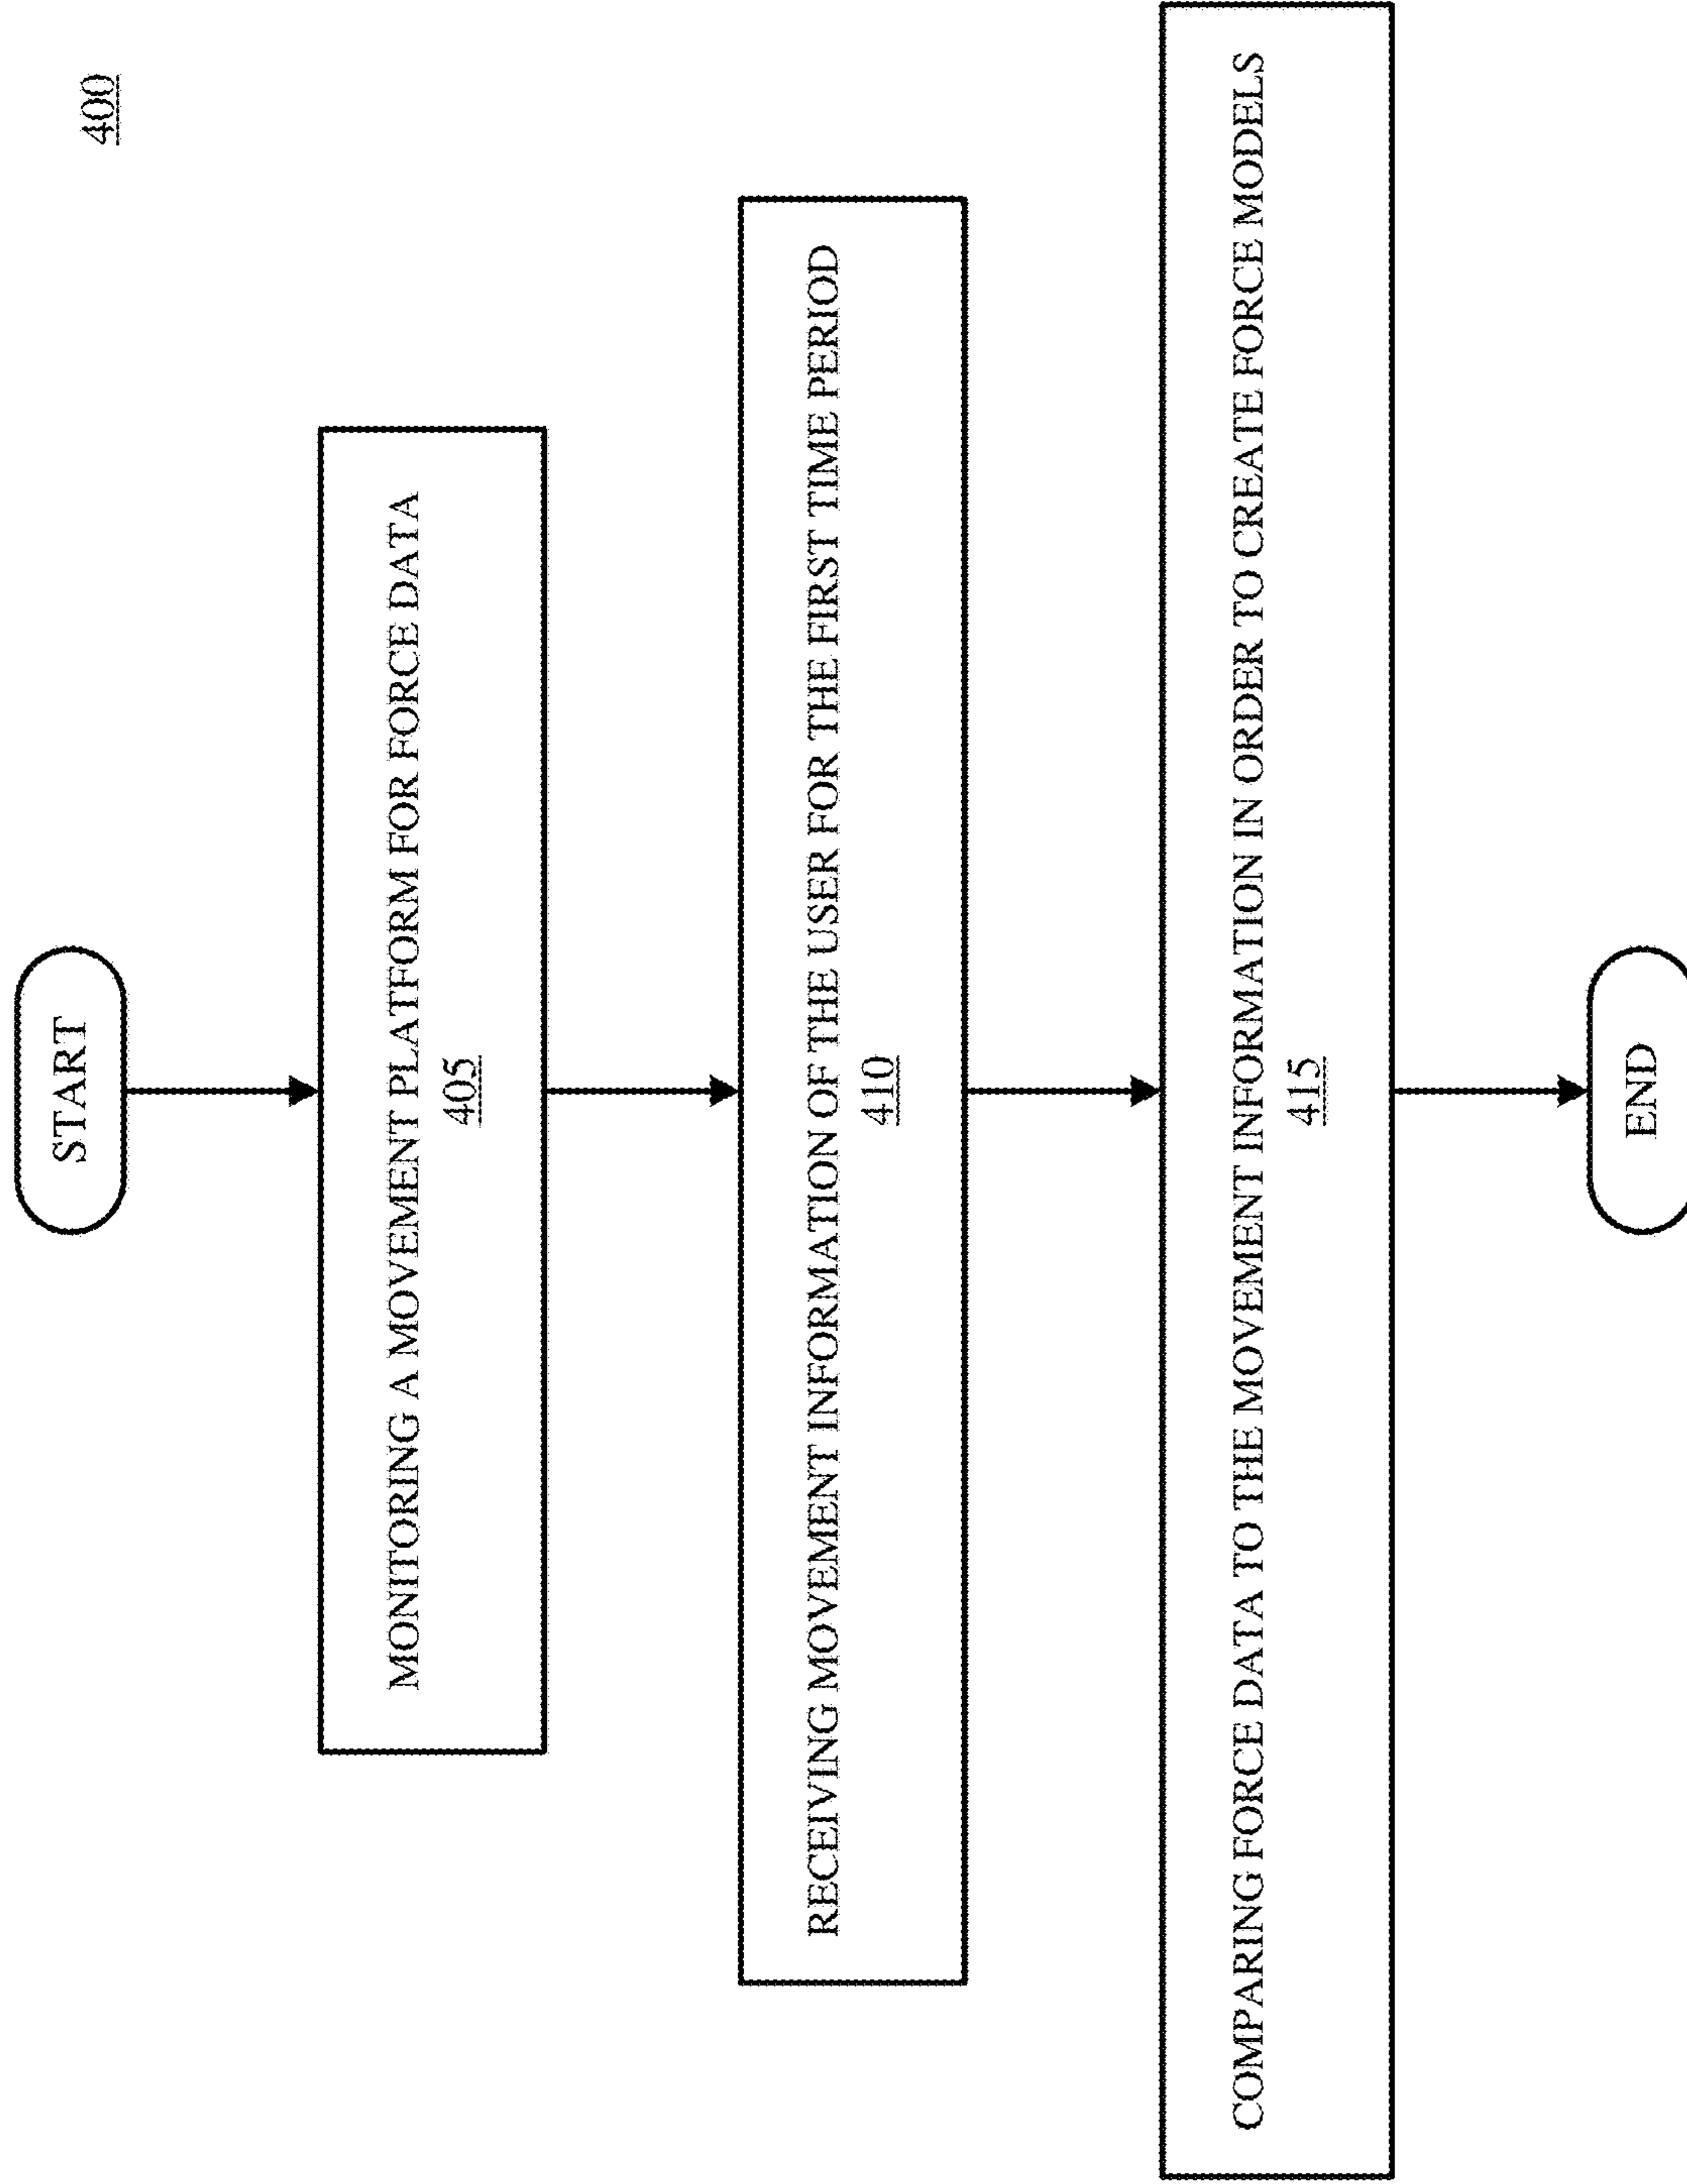 400
START
MONITORING A MOVEMENT PLATFORM FOR FORCE DATA
405
RECEIVING MOVEMENT INFORMATION OF THE USER FOR THE FIRST TIME PERIOD
410
COMPARING FORCE DATA TO THE MOVEMENT INFORMATION IN ORDER TO CREATE FORCE MODELS
415
END